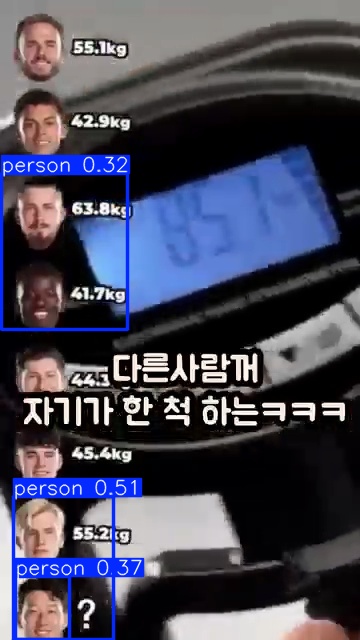 55.1kg
42.9kg
person 0.32
63.8kg
41.7kg
다른사람꺼
자기가 한 척 하는ㅋㅋㅋ
45.4kg
person 0.51
55.2kg
person 0.37
?